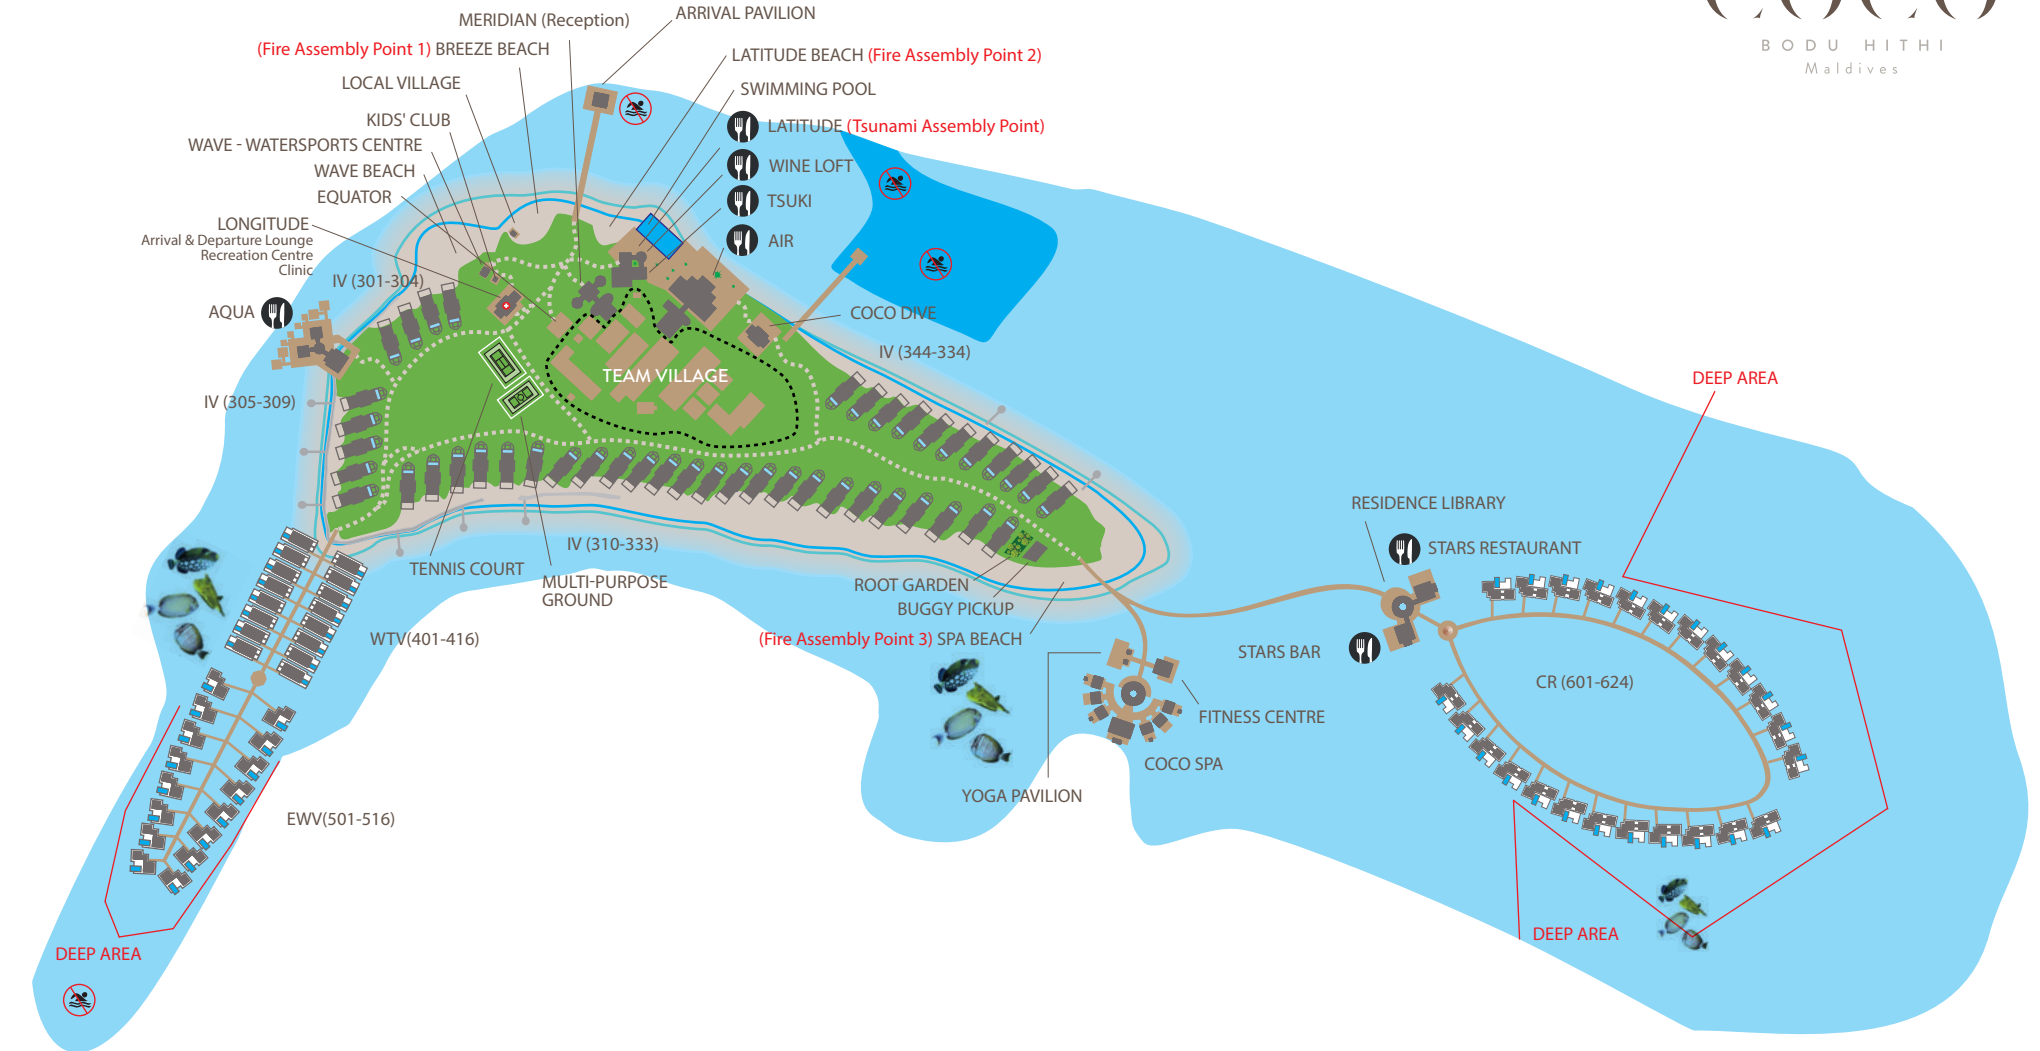 COCO
BODU HITHI
Maldives
ARRIVAL PAVILION
MERIDIAN (Reception)
(Fire Assembly Point 1) BREEZE BEACH
LATITUDE BEACH (Fire Assembly Point 2)
LOCAL VILLAGE
SWIMMING POOL
KIDS' CLUB
LATITUDE (Tsunami Assembly Point)
WAVE - WATERSPORTS CENTRE
WINE LOFT
WAVE BEACH
EQUATOR
TSUKI
LONGITUDE
Arrival & Departure Lounge
Recreation Centre
Clinic
AIR
IV (301-304)
AQUA
COCO DIVE
IV (344-334)
TEAM VILLAGE
DEEP AREA
IV (305-309)
RESIDENCE LIBRARY
IV (310-333)
STARS RESTAURANT
TENNIS COURT
MULTI-PURPOSE
GROUND
ROOT GARDEN
BUGGY PICKUP
WTV(401-416)
(Fire Assembly Point 3) SPA BEACH
STARS BAR
CR (601-624)
FITNESS CENTRE
COCO SPA
YOGA PAVILION
EWV(501-516)
DEEP AREA
DEEP AREA